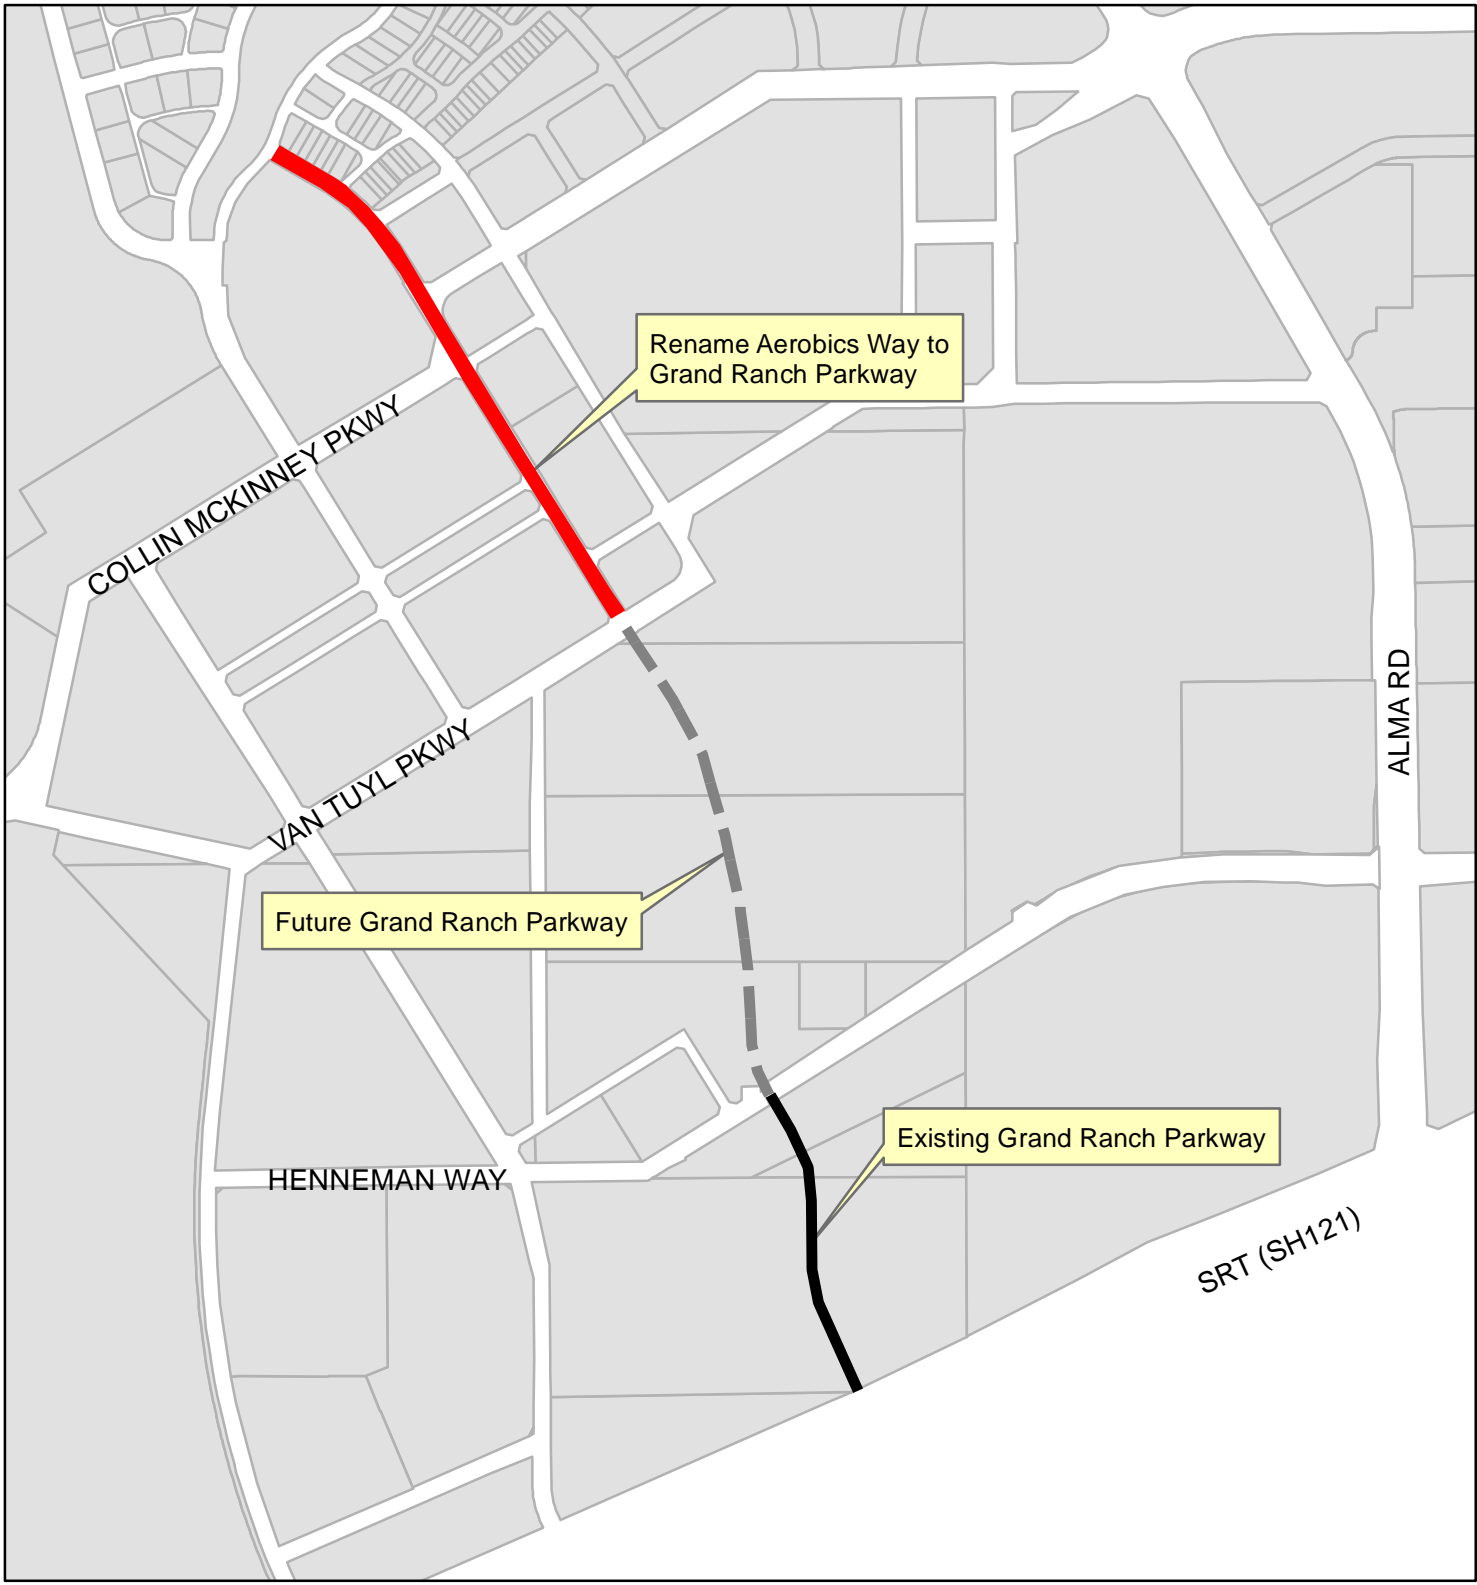 Rename Aerobics Way to
Grand Ranch Parkway
COLLIN MCKINNEY PKWY
ALMA RD
VAN TUYL PKWY
Future Grand Ranch Parkway
Existing Grand Ranch Parkway
HENNEMAN WAY
SRT (SH121)